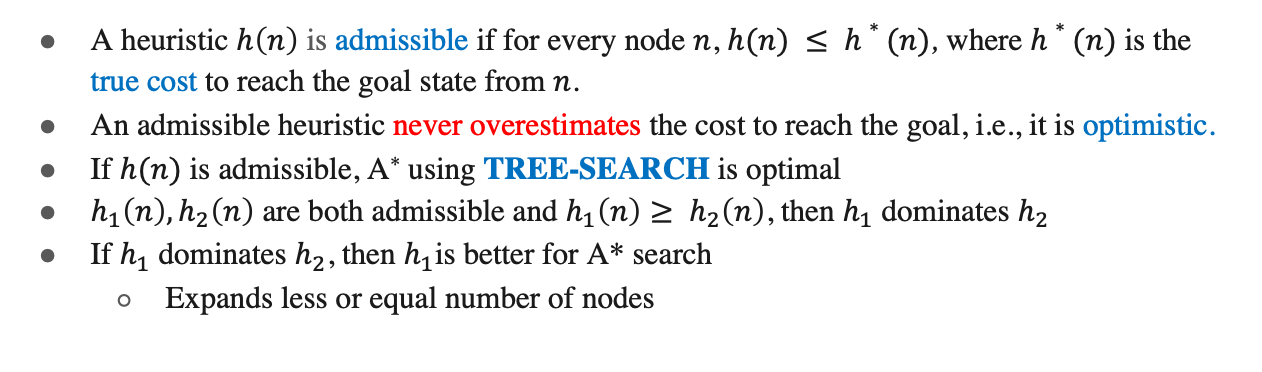 ● A heuristic h(n) is admissible if for every node n, h(n) ≤ h*(n), where h*(n) is the
true cost to reach the goal state from n.
● An admissible heuristic never overestimates the cost to reach the goal, i.e., it is optimistic.
● If h(n) is admissible, A* using TREE-SEARCH is optimal
● h₁(n), h₂(n) are both admissible and h₁(n) ≥ h₂(n), then h₁ dominates h₂
● If h₁ dominates h₂, then h₁is better for A* search
○ Expands less or equal number of nodes